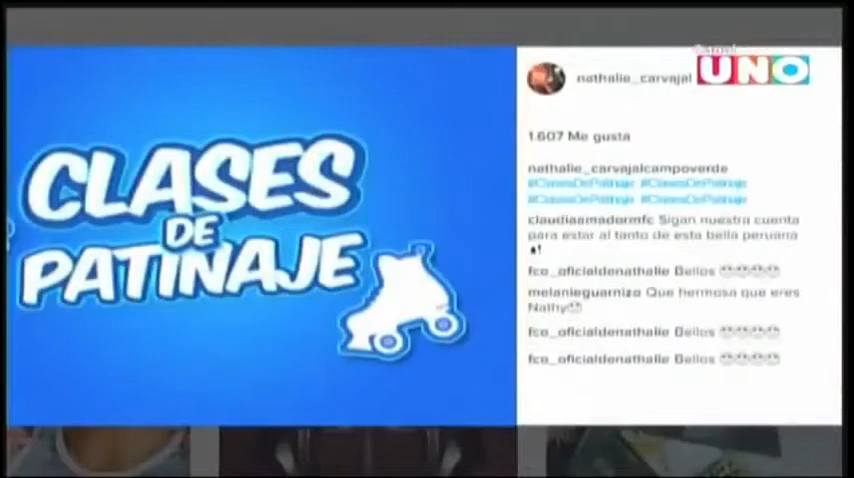 CLASES
DE
PATINAJE
Canal
UNO
nathalie_carvajal
1.607 Me gusta
nathalie_carvajalcampoverde
#ClasesDePatinaje #ClasesDePatinaje
#ClasesDePatinaje #ClasesDePatinaje
claudiaamadormfc Sigan nuestra cuenta
para estar al tanto de esta bella peruana
!
fco_oficialdenathalie Bellos
melanieguarnizo Que hermosa que eres
Nathy
fco_oficialdenathalie Bellos
fco_oficialdenathalie Bellos